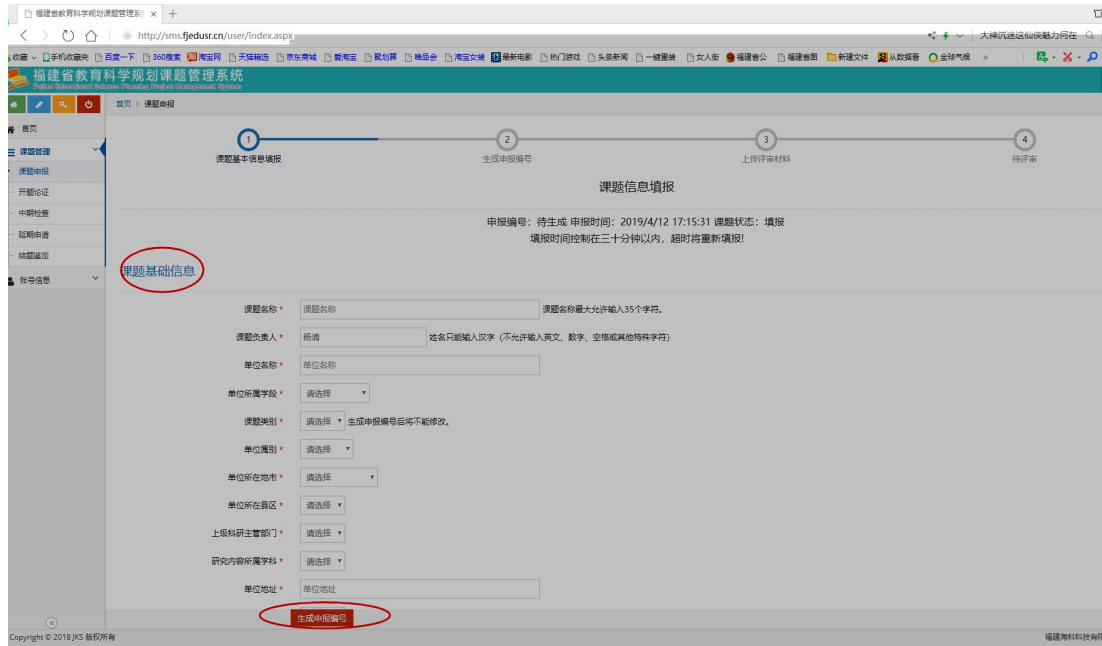 福建省教育科学规划课题管理系
http://sms.fjedusr.cn/user/index.aspx
大神沉迷这仙侠魅力何在
收藏 手机收藏夹 百度一下 360搜索 淘宝网 天猫精选 京东商城 爱淘宝 聚划算 唯品会 淘宝女装 最新电影 热门游戏 头条新闻 一键重装 女人街 福建省公 福建省图 新建文件 从数据看 全球气候 »
福建省教育科学规划课题管理系统
首页 > 课题申报
首页
课题管理
课题申报
开题论证
中期检查
延期申请
结题鉴定
账号信息
1 2 3 4
课题基本信息填报 生成申报编号 上传评审材料 待评审
课题信息填报
申报编号：待生成 申报时间：2019/4/12 17:15:31 课题状态：填报
填报时间控制在三十分钟以内，超时将重新填报!
课题基础信息
课题名称 * 课题名称 课题名称最大允许输入35个字符。
课题负责人 * 杨清 姓名只能输入汉字（不允许输入英文、数字、空格或其他特殊字符）
单位名称 * 单位名称
单位所属学段 * 请选择
课题类别 * 请选择 生成申报编号后将不能修改。
单位属别 * 请选择
单位所在地市 * 请选择
单位所在县区 * 请选择
上级科研主管部门 * 请选择
研究内容所属学科 * 请选择
单位地址 * 单位地址
生成申报编号
Copyright © 2018 JKS 版权所有
福建海科科技有限